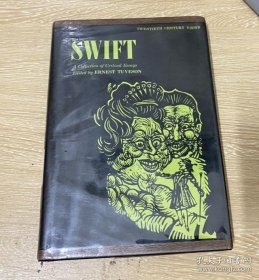 TWENTIETH CENTURY VIEWS
SWIFT
A Collection of Critical Essays
Edited by ERNEST TUVESON